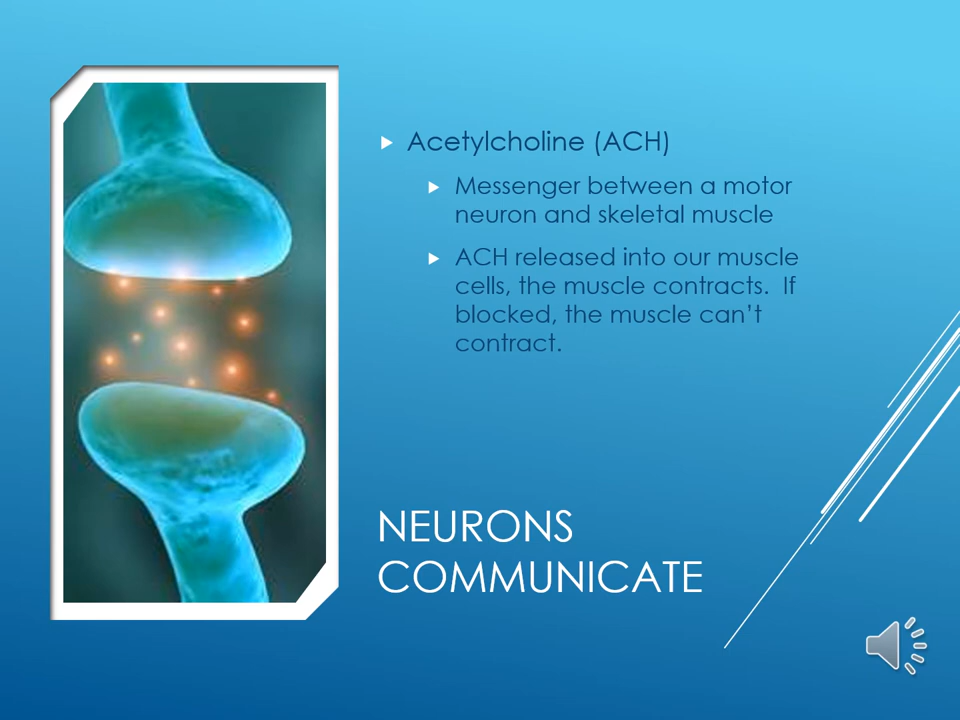 Acetylcholine (ACH)
Messenger between a motor
neuron and skeletal muscle
ACH released into our muscle
cells, the muscle contracts.  If
blocked, the muscle can’t
contract.
NEURONS
COMMUNICATE